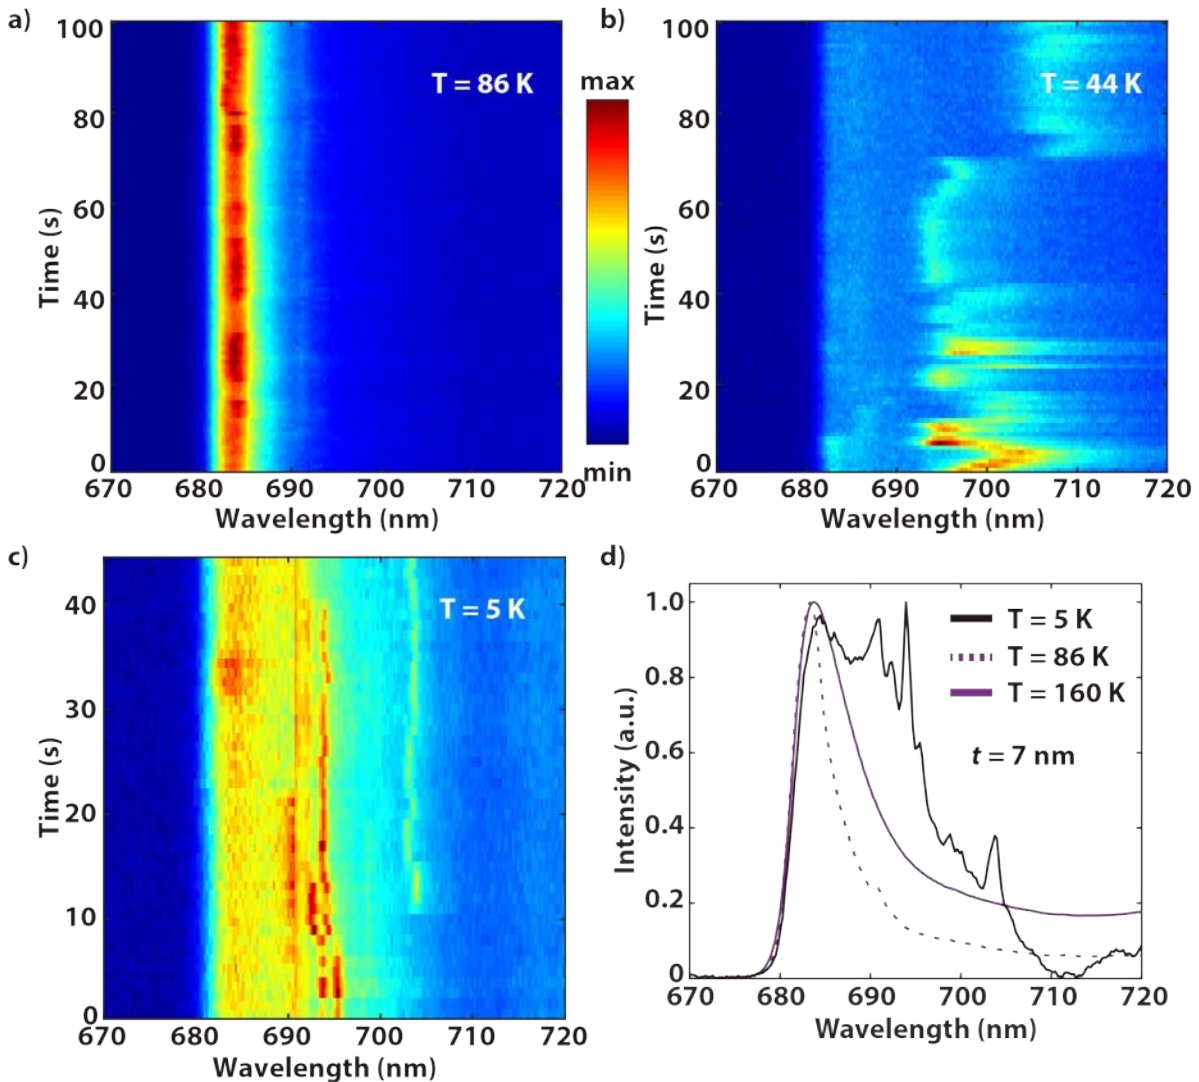 a)
100
80
60
40
20
0
Time (s)
T = 86 K
670 680 690 700 710 720
Wavelength (nm)
max
min
b)
100
80
60
40
20
0
Time (s)
T = 44 K
670 680 690 700 710 720
Wavelength (nm)
c)
40
30
20
10
0
Time (s)
T = 5 K
670 680 690 700 710 720
Wavelength (nm)
d)
1.0
0.8
0.6
0.4
0.2
0
Intensity (a.u.)
T = 5 K
T = 86 K
T = 160 K
t = 7 nm
670 680 690 700 710 720
Wavelength (nm)